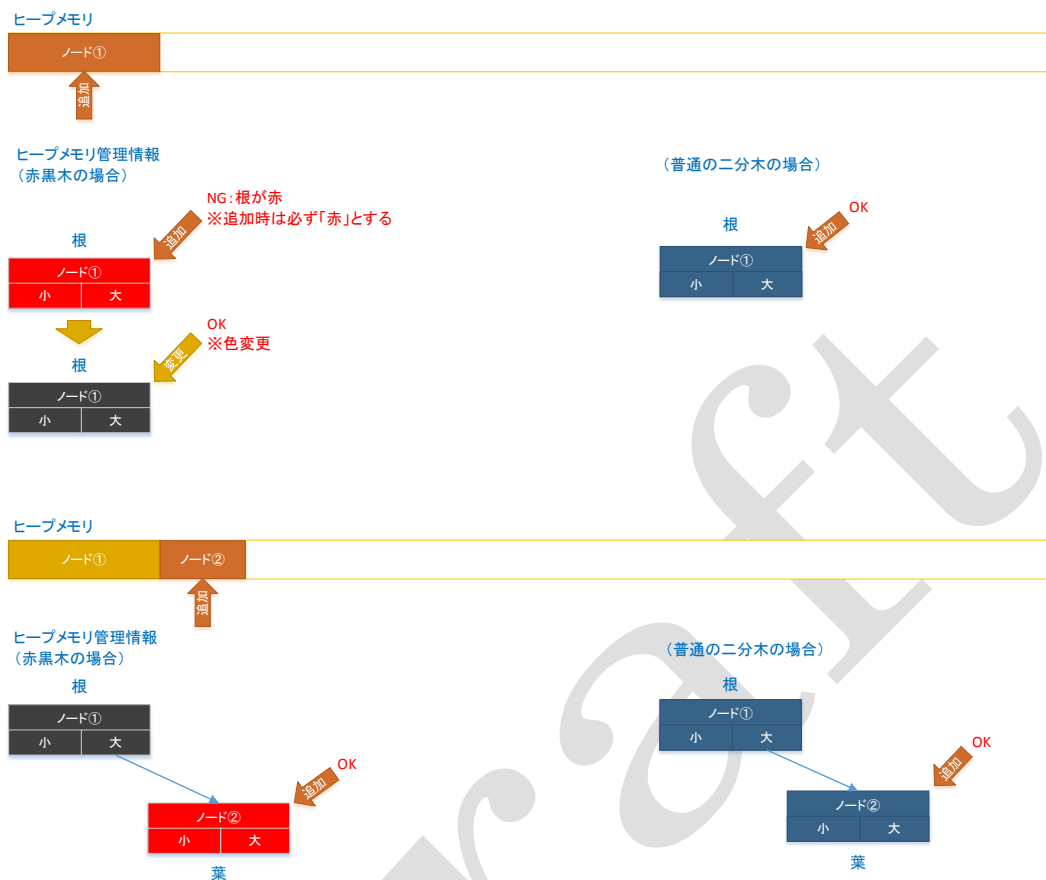 ヒープメモリ
ノード①
追加
ヒープメモリ管理情報
（赤黒木の場合）
（普通の二分木の場合）
NG：根が赤
※追加時は必ず「赤」とする
追加
根
ノード①
小 大
OK
追加
根
ノード①
小 大
OK
※色変更
変更
根
ノード①
小 大
ヒープメモリ
ノード① ノード②
追加
ヒープメモリ管理情報
（赤黒木の場合）
根
ノード①
小 大
OK
追加
ノード②
小 大
葉
（普通の二分木の場合）
根
ノード①
小 大
OK
追加
ノード②
小 大
葉
raft